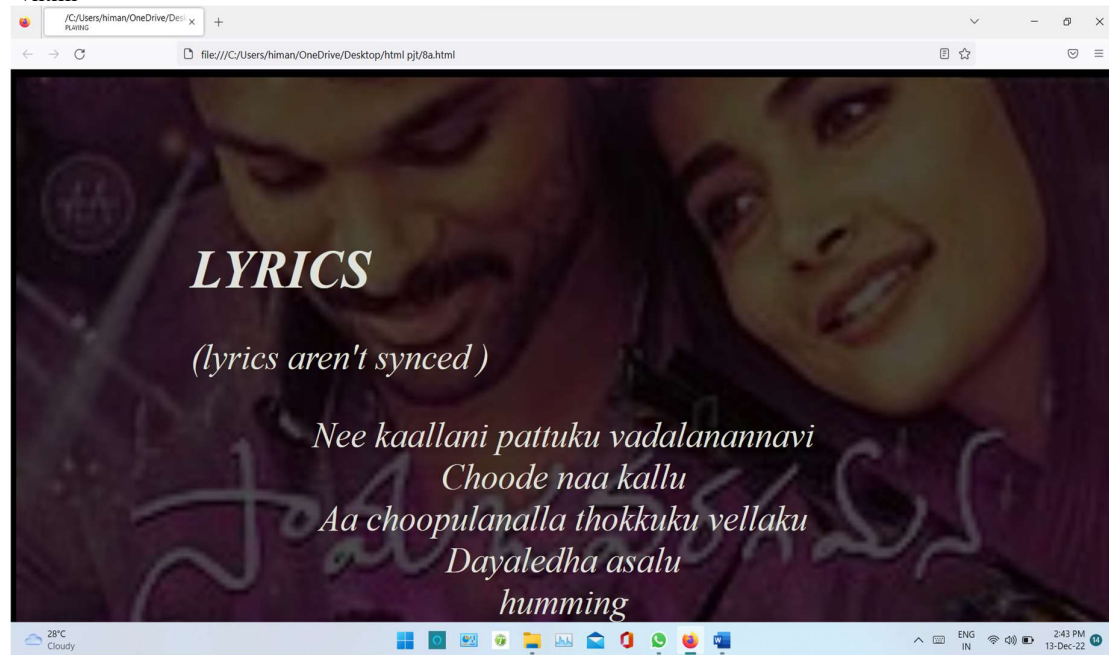 /C:/Users/himan/OneDrive/Desk
PLAYING
file:///C:/Users/himan/OneDrive/Desktop/html pjt/8a.html
LYRICS
(lyrics aren't synced )
Nee kaallani pattuku vadalanannavi
Choode naa kallu
Aa choopulanalla thokkuku vellaku
Dayaledha asalu
humming
సామజవరగమన
28°C
Cloudy
ENG
IN
2:43 PM
13-Dec-22
14